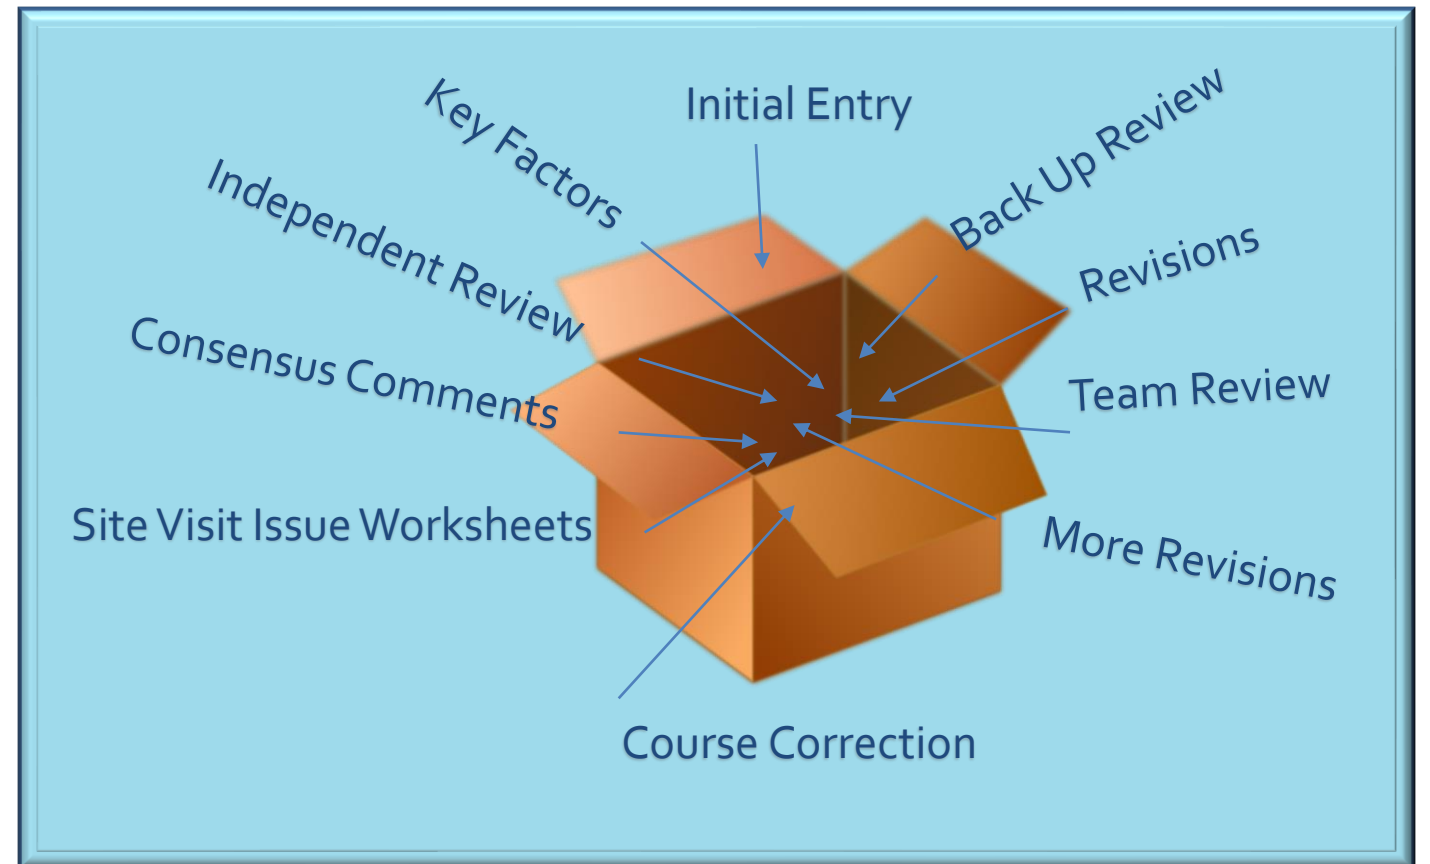 Initial Entry
Key Factors
Back Up Review
Independent Review
Revisions
Consensus Comments
Team Review
Site Visit Issue Worksheets
More Revisions
Course Correction